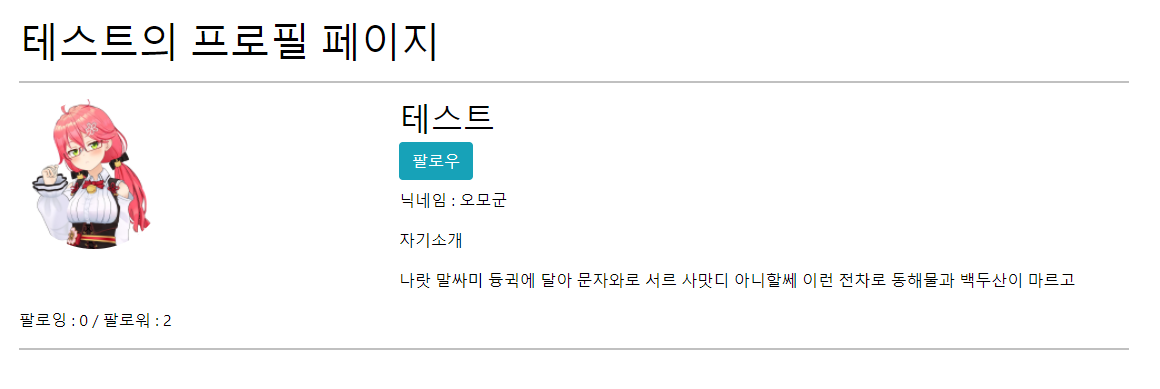 테스트의 프로필 페이지
테스트
팔로우
닉네임 : 오모군
자기소개
나랏 말싸미 듕귁에 달아 문자와로 서르 사맛디 아니할쎄 이런 전차로 동해물과 백두산이 마르고
팔로잉 : 0 / 팔로워 : 2